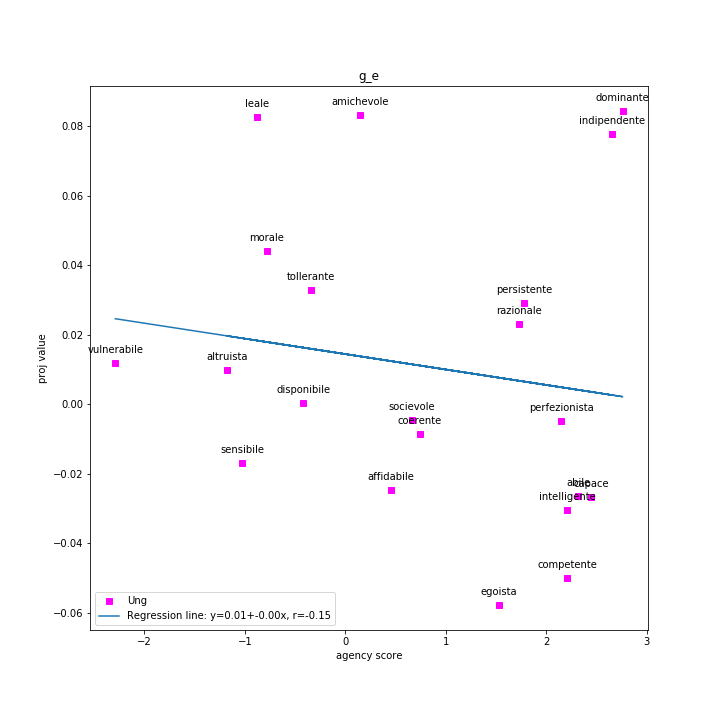 g_e
dominante
leale
amichevole
indipendente
0.08
0.06
morale
0.04
tollerante
persistente
razionale
0.02
vulnerabile
altruista
disponibile
0.00
socievole
perfezionista
coerente
sensibile
−0.02
affidabile
abile
capace
intelligente
−0.04
competente
egoista
−0.06
proj value
Ung
Regression line: y=0.01+-0.00x, r=-0.15
−2
−1
0
1
2
3
agency score